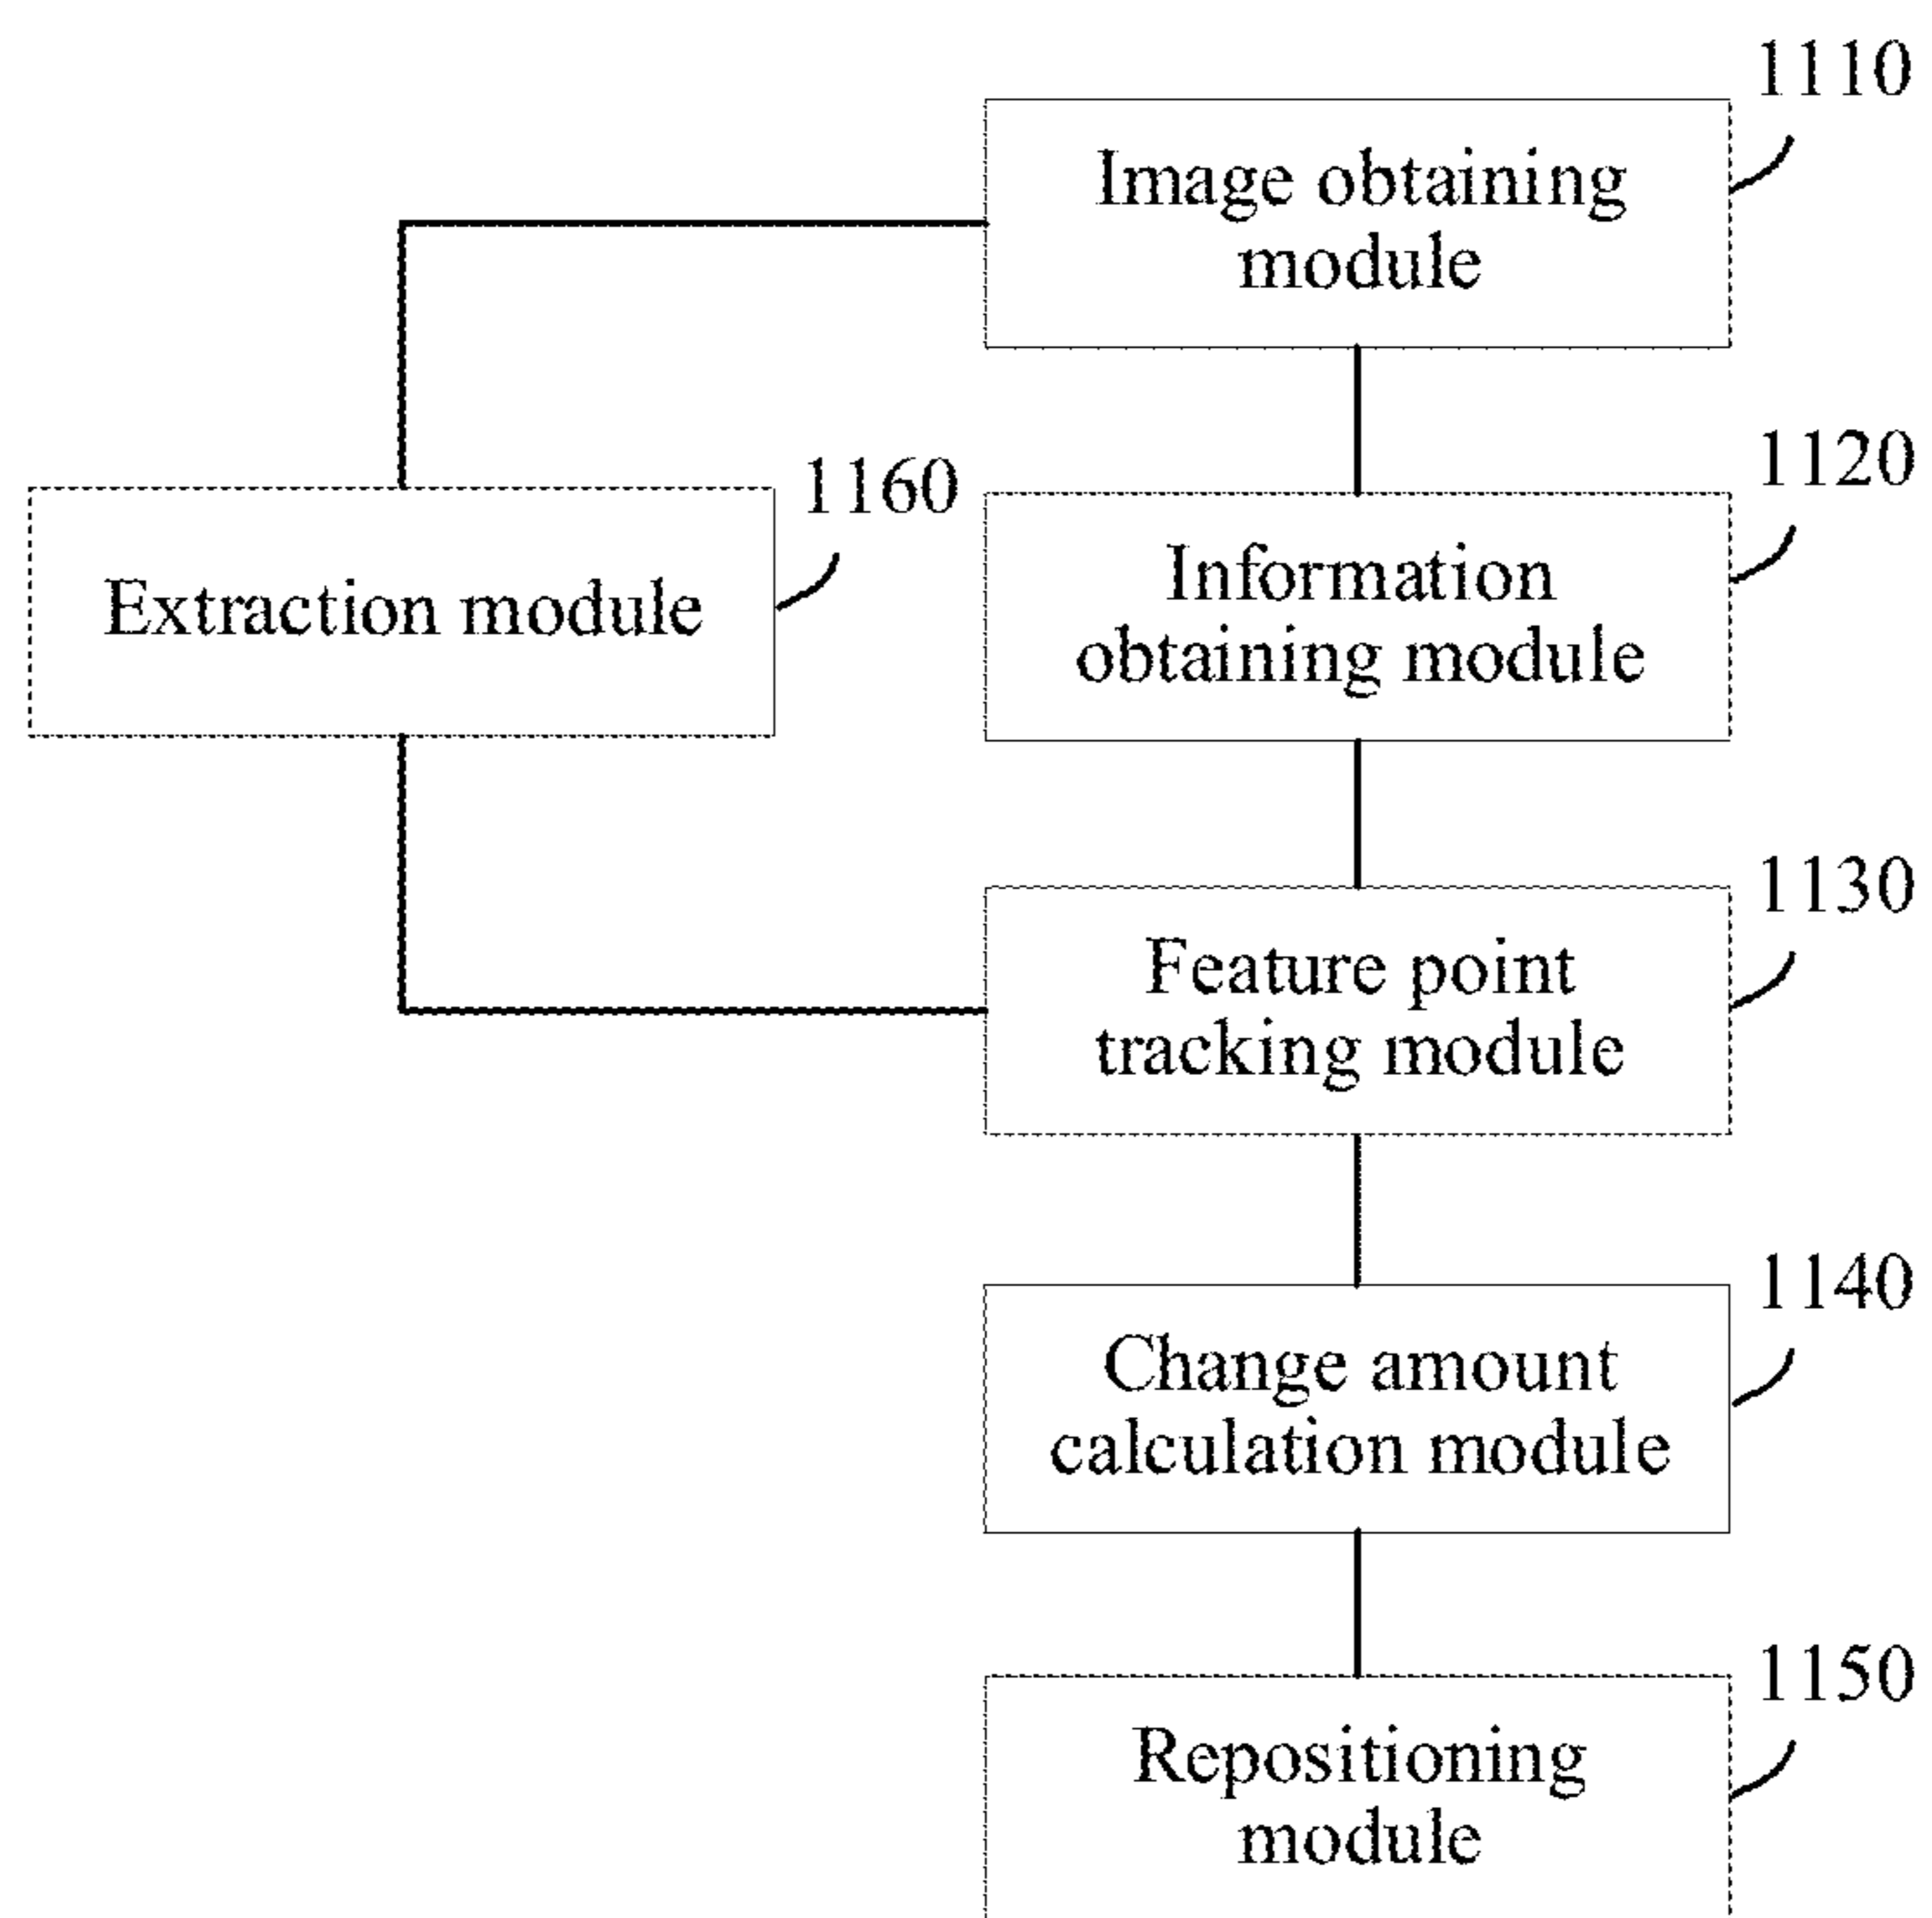 1110
Image obtaining
module
1120
Information
obtaining module
1160
Extraction module
1130
Feature point
tracking module
1140
Change amount
calculation module
1150
Repositioning
module